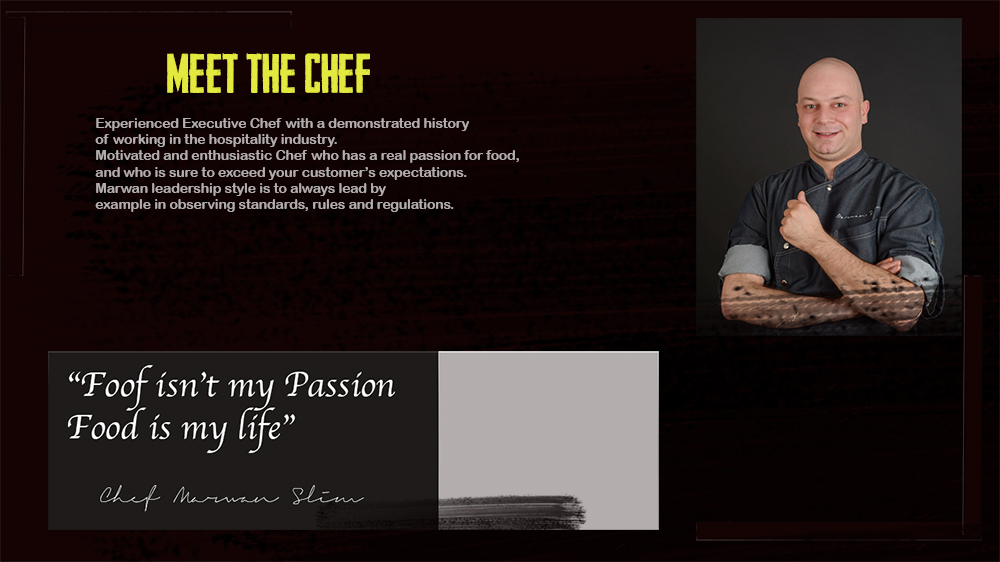 MEET THE CHEF
Experienced Executive Chef with a demonstrated history
of working in the hospitality industry.
Motivated and enthusiastic Chef who has a real passion for food,
and who is sure to exceed your customer's expectations.
Marwan leadership style is to always lead by
example in observing standards, rules and regulations.
Marwan
“Foof isn't my Passion
Food is my life”
Chef Marwan Slim